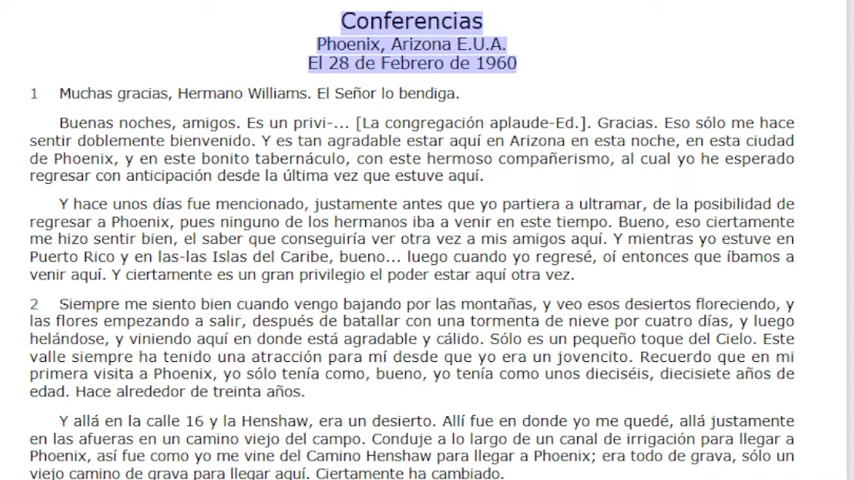 Conferencias
Phoenix, Arizona E.U.A.
El 28 de Febrero de 1960
1 Muchas gracias, Hermano Williams. El Señor lo bendiga.
Buenas noches, amigos. Es un privi-... [La congregación aplaude-Ed.]. Gracias. Eso sólo me hace
sentir doblemente bienvenido. Y es tan agradable estar aquí en Arizona en esta noche, en esta ciudad
de Phoenix, y en este bonito tabernáculo, con este hermoso compañerismo, al cual yo he esperado
regresar con anticipación desde la última vez que estuve aquí.
Y hace unos días fue mencionado, justamente antes que yo partiera a ultramar, de la posibilidad de
regresar a Phoenix, pues ninguno de los hermanos iba a venir en este tiempo. Bueno, eso ciertamente
me hizo sentir bien, el saber que conseguiría ver otra vez a mis amigos aquí. Y mientras yo estuve en
Puerto Rico y en las-las Islas del Caribe, bueno... luego cuando yo regresé, oí entonces que íbamos a
venir aquí. Y ciertamente es un gran privilegio el poder estar aquí otra vez.
2 Siempre me siento bien cuando vengo bajando por las montañas, y veo esos desiertos floreciendo, y
las flores empezando a salir, después de batallar con una tormenta de nieve por cuatro días, y luego
helándose, y viniendo aquí en donde está agradable y cálido. Sólo es un pequeño toque del Cielo. Este
valle siempre ha tenido una atracción para mí desde que yo era un jovencito. Recuerdo que en mi
primera visita a Phoenix, yo sólo tenía como, bueno, yo tenía como unos dieciséis, diecisiete años de
edad. Hace alrededor de treinta años.
Y allá en la calle 16 y la Henshaw, era un desierto. Allí fue en donde yo me quedé, allá justamente
en las afueras en un camino viejo del campo. Conduje a lo largo de un canal de irrigación para llegar a
Phoenix, así fue como yo me vine del Camino Henshaw para llegar a Phoenix; era todo de grava, sólo un
viejo camino de grava para llegar aquí. Ciertamente ha cambiado.